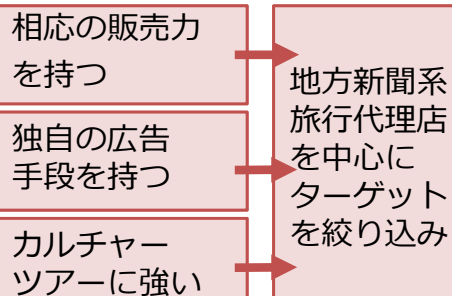 相応の販売力
を持つ
独自の広告
手段を持つ
カルチャー
ツアーに強い
地方新聞系
旅行代理店
を中心に
ターゲット
を絞り込み